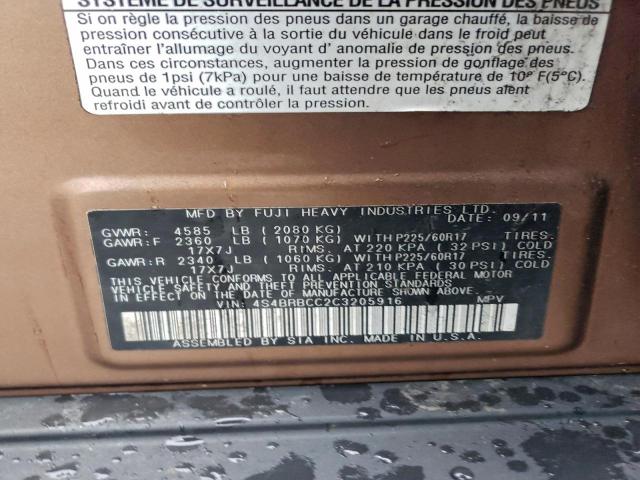 SYSTÈME DE SURVEILLANCE DE LA PRESSION DES PNEUS
Si on règle la pression des pneus dans un garage chauffé, la baisse de
pression consécutive à la sortie du véhicule dans le froid peut
entraîner l'allumage du voyant d' anomalie de pression des pneus.
Dans ces circonstances, augmenter la pression de gonflage des
pneus de 1psi (7kPa) pour une baisse de température de 10° F(5°C).
Quand le véhicule a roulé, il faut attendre que les pneus aient
refroidi avant de contrôler la pression.
MFD BY FUJI HEAVY INDUSTRIES LTD.
DATE: 09/11
GVWR: 4585 LB ( 2080 KG)
GAWR:F 2360 LB ( 1070 KG) WITH P225/60R17 TIRES.
17X7J RIMS. AT 220 KPA ( 32 PSI) COLD
GAWR:R 2340 LB ( 1060 KG) WITH P225/60R17 TIRES.
17X7J RIMS. AT 210 KPA ( 30 PSI) COLD
THIS VEHICLE CONFORMS TO ALL APPLICABLE FEDERAL MOTOR
VEHICLE SAFETY AND THEFT PREVENTION STANDARDS
IN EFFECT ON THE DATE OF MANUFACTURE SHOWN ABOVE.
VIN: 4S4BRBCC2C3205916 MPV
ASSEMBLED BY SIA INC. MADE IN U.S.A.